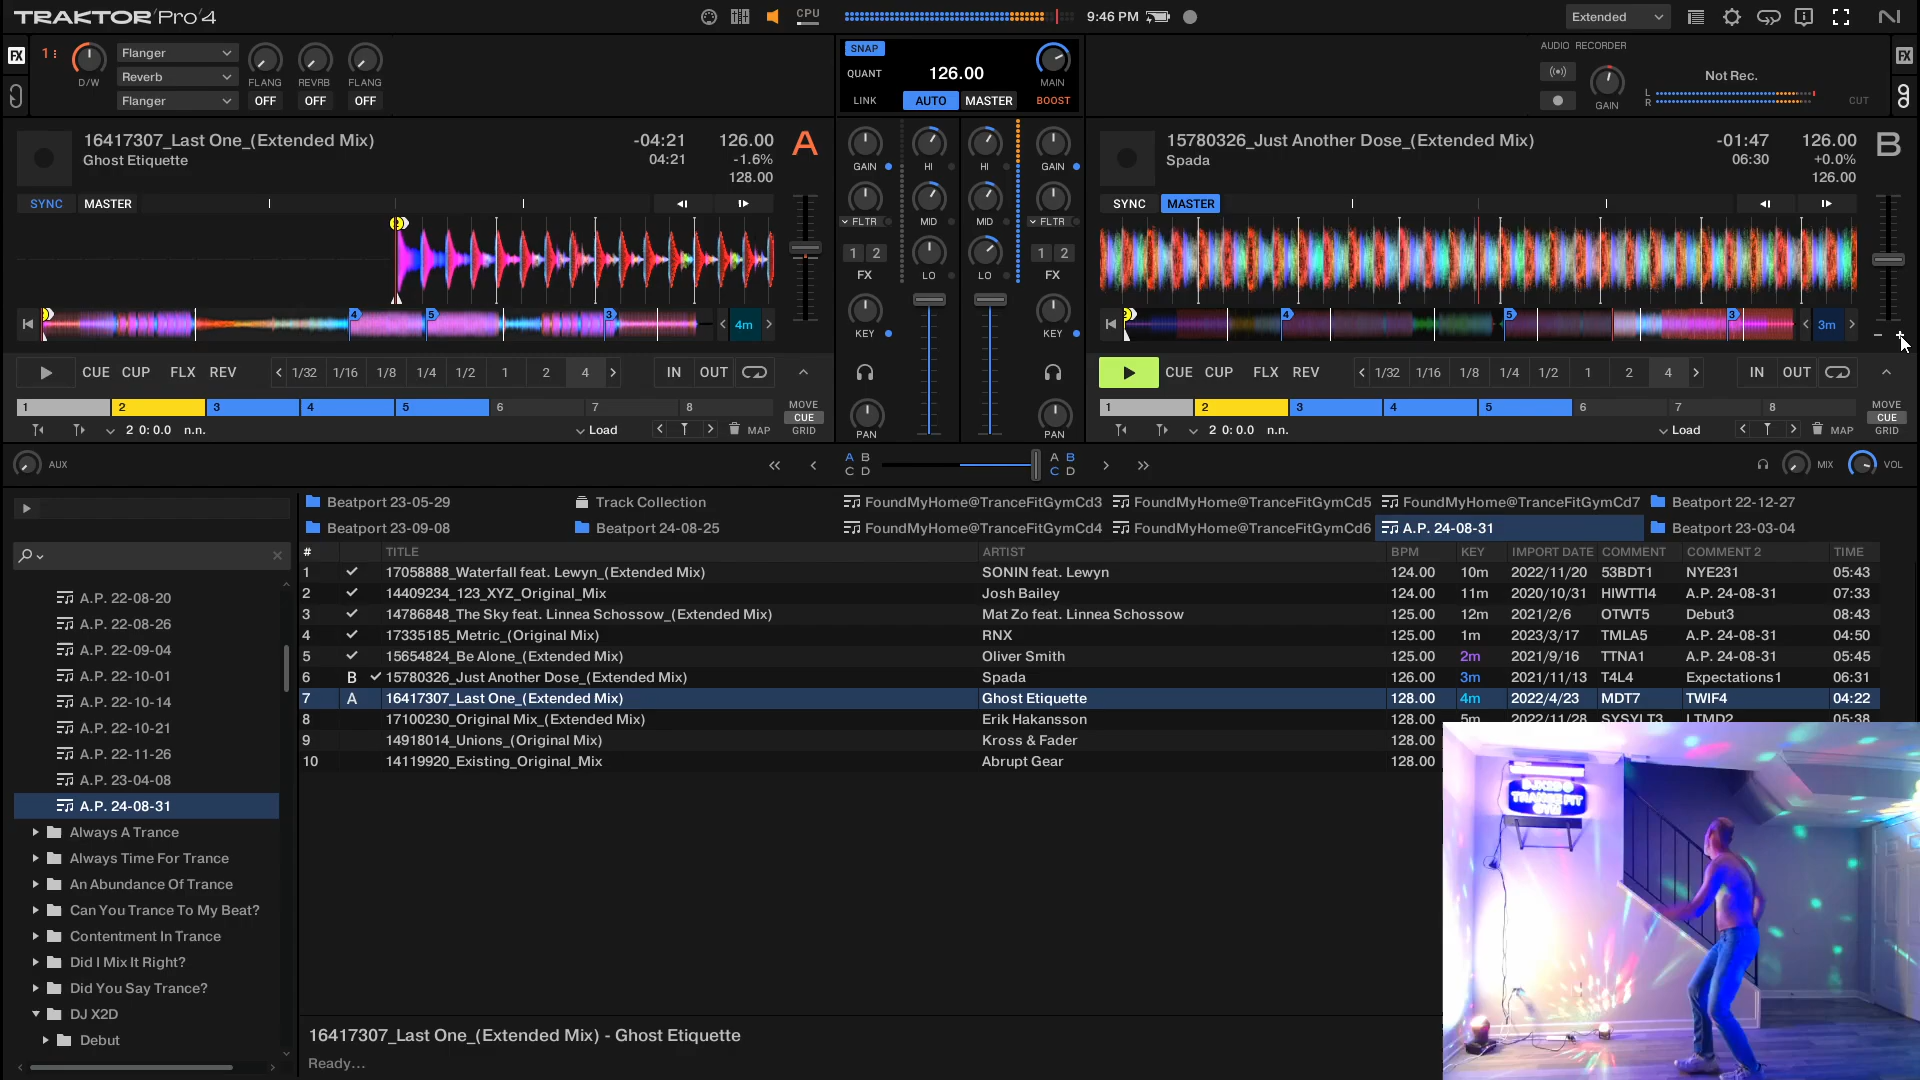 TRAKTOR Pro 4
CPU
9:46 PM
Extended
FX
1
Flanger
Reverb
Flanger
D/W
FLANG
REVRB
FLANG
OFF
OFF
OFF
SNAP
QUANT
LINK
126.00
AUTO
MASTER
MAIN
BOOST
AUDIO RECORDER
GAIN
L
R
Not Rec.
CUT
FX
16417307_Last One_(Extended Mix)
Ghost Etiquette
-04:21
04:21
126.00
-1.6%
128.00
A
SYNC
MASTER
4
5
3
4m
CUE
CUP
FLX
REV
1/32
1/16
1/8
1/4
1/2
1
2
4
IN
OUT
1
2
3
4
5
6
7
8
MOVE
CUE
GRID
2 0: 0.0
n.n.
Load
MAP
GAIN
HI
HI
GAIN
FLTR
MID
MID
FLTR
1
2
LO
LO
1
2
FX
FX
KEY
KEY
PAN
PAN
15780326_Just Another Dose_(Extended Mix)
Spada
-01:47
06:30
126.00
+0.0%
126.00
B
SYNC
MASTER
4
5
3
3m
CUE
CUP
FLX
REV
1/32
1/16
1/8
1/4
1/2
1
2
4
IN
OUT
1
2
3
4
5
6
7
8
MOVE
CUE
GRID
2 0: 0.0
n.n.
Load
MAP
AUX
A B
C D
A B
C D
MIX
VOL
Beatport 23-05-29
Track Collection
FoundMyHome@TranceFitGymCd3
FoundMyHome@TranceFitGymCd5
FoundMyHome@TranceFitGymCd7
Beatport 22-12-27
Beatport 23-09-08
Beatport 24-08-25
FoundMyHome@TranceFitGymCd4
FoundMyHome@TranceFitGymCd6
A.P. 24-08-31
Beatport 23-03-04
# TITLE ARTIST BPM KEY IMPORT DATE COMMENT COMMENT 2 TIME
1 17058888_Waterfall feat. Lewyn_(Extended Mix) SONIN feat. Lewyn 124.00 10m 2022/11/20 53BDT1 NYE231 05:43
2 14409234_123_XYZ_Original_Mix Josh Bailey 124.00 11m 2020/10/31 HIWTTI4 A.P. 24-08-31 07:33
3 14786848_The Sky feat. Linnea Schossow_(Extended Mix) Mat Zo feat. Linnea Schossow 125.00 12m 2021/2/6 OTWT5 Debut3 08:43
4 17335185_Metric_(Original Mix) RNX 125.00 1m 2023/3/17 TMLA5 A.P. 24-08-31 04:50
5 15654824_Be Alone_(Extended Mix) Oliver Smith 125.00 2m 2021/9/16 TTNA1 A.P. 24-08-31 05:45
6 B 15780326_Just Another Dose_(Extended Mix) Spada 126.00 3m 2021/11/13 T4L4 Expectations1 06:31
7 A 16417307_Last One_(Extended Mix) Ghost Etiquette 128.00 4m 2022/4/23 MDT7 TWIF4 04:22
8 17100230_Original Mix_(Extended Mix) Erik Hakansson 128.00 5m 2022/11/28 SYSYLT3 LTMD2 05:38
9 14918014_Unions_(Original Mix) Kross & Fader 128.00
10 14119920_Existing_Original_Mix Abrupt Gear 128.00
A.P. 22-08-20
A.P. 22-08-26
A.P. 22-09-04
A.P. 22-10-01
A.P. 22-10-14
A.P. 22-10-21
A.P. 22-11-26
A.P. 23-04-08
A.P. 24-08-31
Always A Trance
Always Time For Trance
An Abundance Of Trance
Can You Trance To My Beat?
Contentment In Trance
Did I Mix It Right?
Did You Say Trance?
DJ X2D
Debut
TRANCE FIT
GYM
16417307_Last One_(Extended Mix) - Ghost Etiquette
Ready...